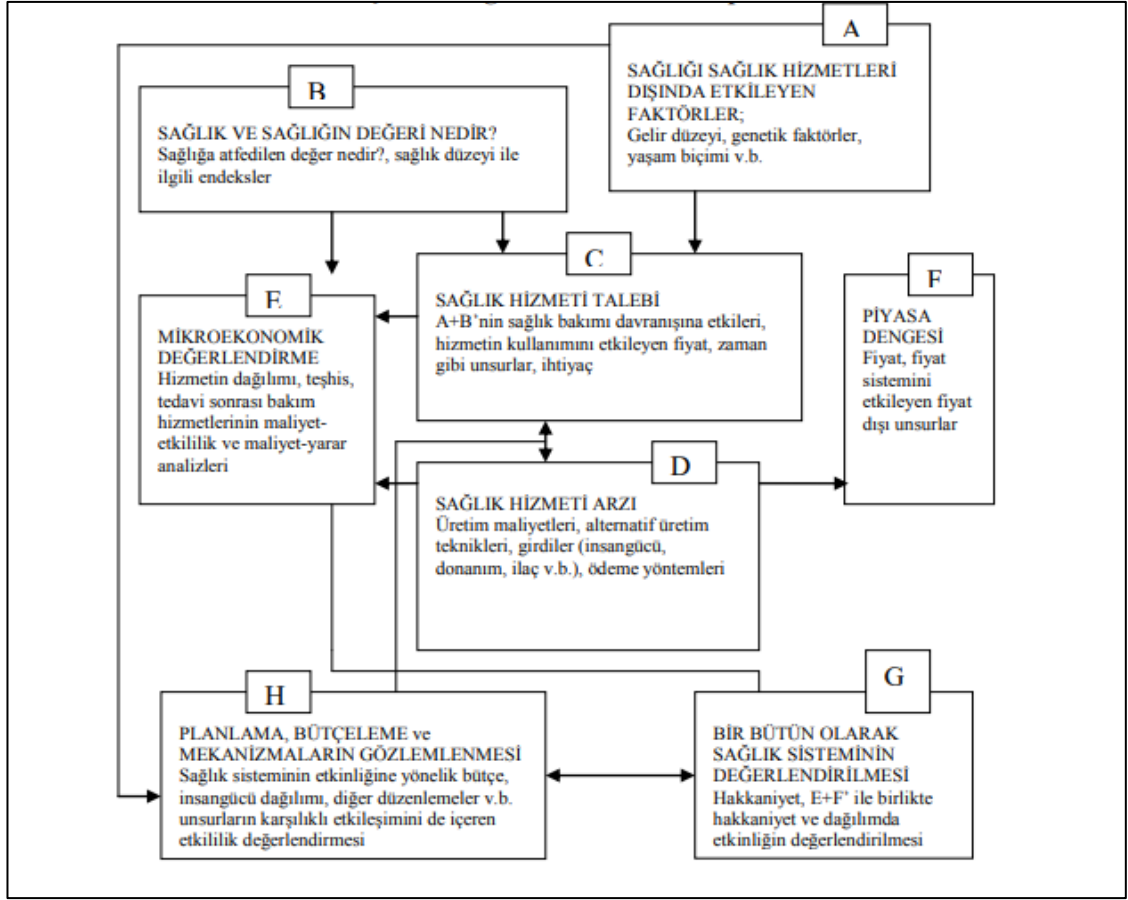 A
SAĞLIĞI SAĞLIK HİZMETLERİ
DIŞINDA ETKİLEYEN
FAKTÖRLER;
Gelir düzeyi, genetik faktörler,
yaşam biçimi v.b.
B
SAĞLIK VE SAĞLIĞIN DEĞERİ NEDİR?
Sağlığa atfedilen değer nedir?, sağlık düzeyi ile
ilgili endeksler
C
SAĞLIK HİZMETİ TALEBİ
A+B’nin sağlık bakımı davranışına etkileri,
hizmetin kullanımını etkileyen fiyat, zaman
gibi unsurlar, ihtiyaç
E
MİKROEKONOMİK
DEĞERLENDİRME
Hizmetin dağılımı, teşhis,
tedavi sonrası bakım
hizmetlerinin maliyet-
etkililik ve maliyet-yarar
analizleri
F
PİYASA
DENGESİ
Fiyat, fiyat
sistemini
etkileyen fiyat
dışı unsurlar
D
SAĞLIK HİZMETİ ARZI
Üretim maliyetleri, alternatif üretim
teknikleri, girdiler (insangücü,
donanım, ilaç v.b.), ödeme yöntemleri
H
PLANLAMA, BÜTÇELEME ve
MEKANİZMALARIN GÖZLEMLENMESİ
Sağlık sisteminin etkinliğine yönelik bütçe,
insangücü dağılımı, diğer düzenlemeler v.b.
unsurların karşılıklı etkileşimini de içeren
etkililik değerlendirmesi
G
BİR BÜTÜN OLARAK
SAĞLIK SİSTEMİNİN
DEĞERLENDİRİLMESİ
Hakkaniyet, E+F’ ile birlikte
hakkaniyet ve dağılımda
etkinliğin değerlendirilmesi